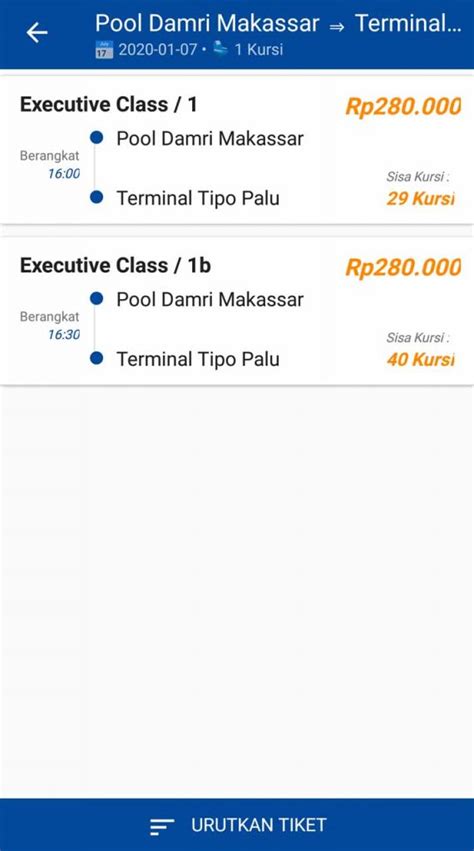 Pool Damri Makassar ⇒ Terminal...
2020-01-07 • 1 Kursi
Executive Class / 1
Rp280.000
Pool Damri Makassar
Berangkat
16:00
Sisa Kursi :
Terminal Tipo Palu
29 Kursi
Executive Class / 1b
Rp280.000
Pool Damri Makassar
Berangkat
16:30
Sisa Kursi :
Terminal Tipo Palu
40 Kursi
URUTKAN TIKET